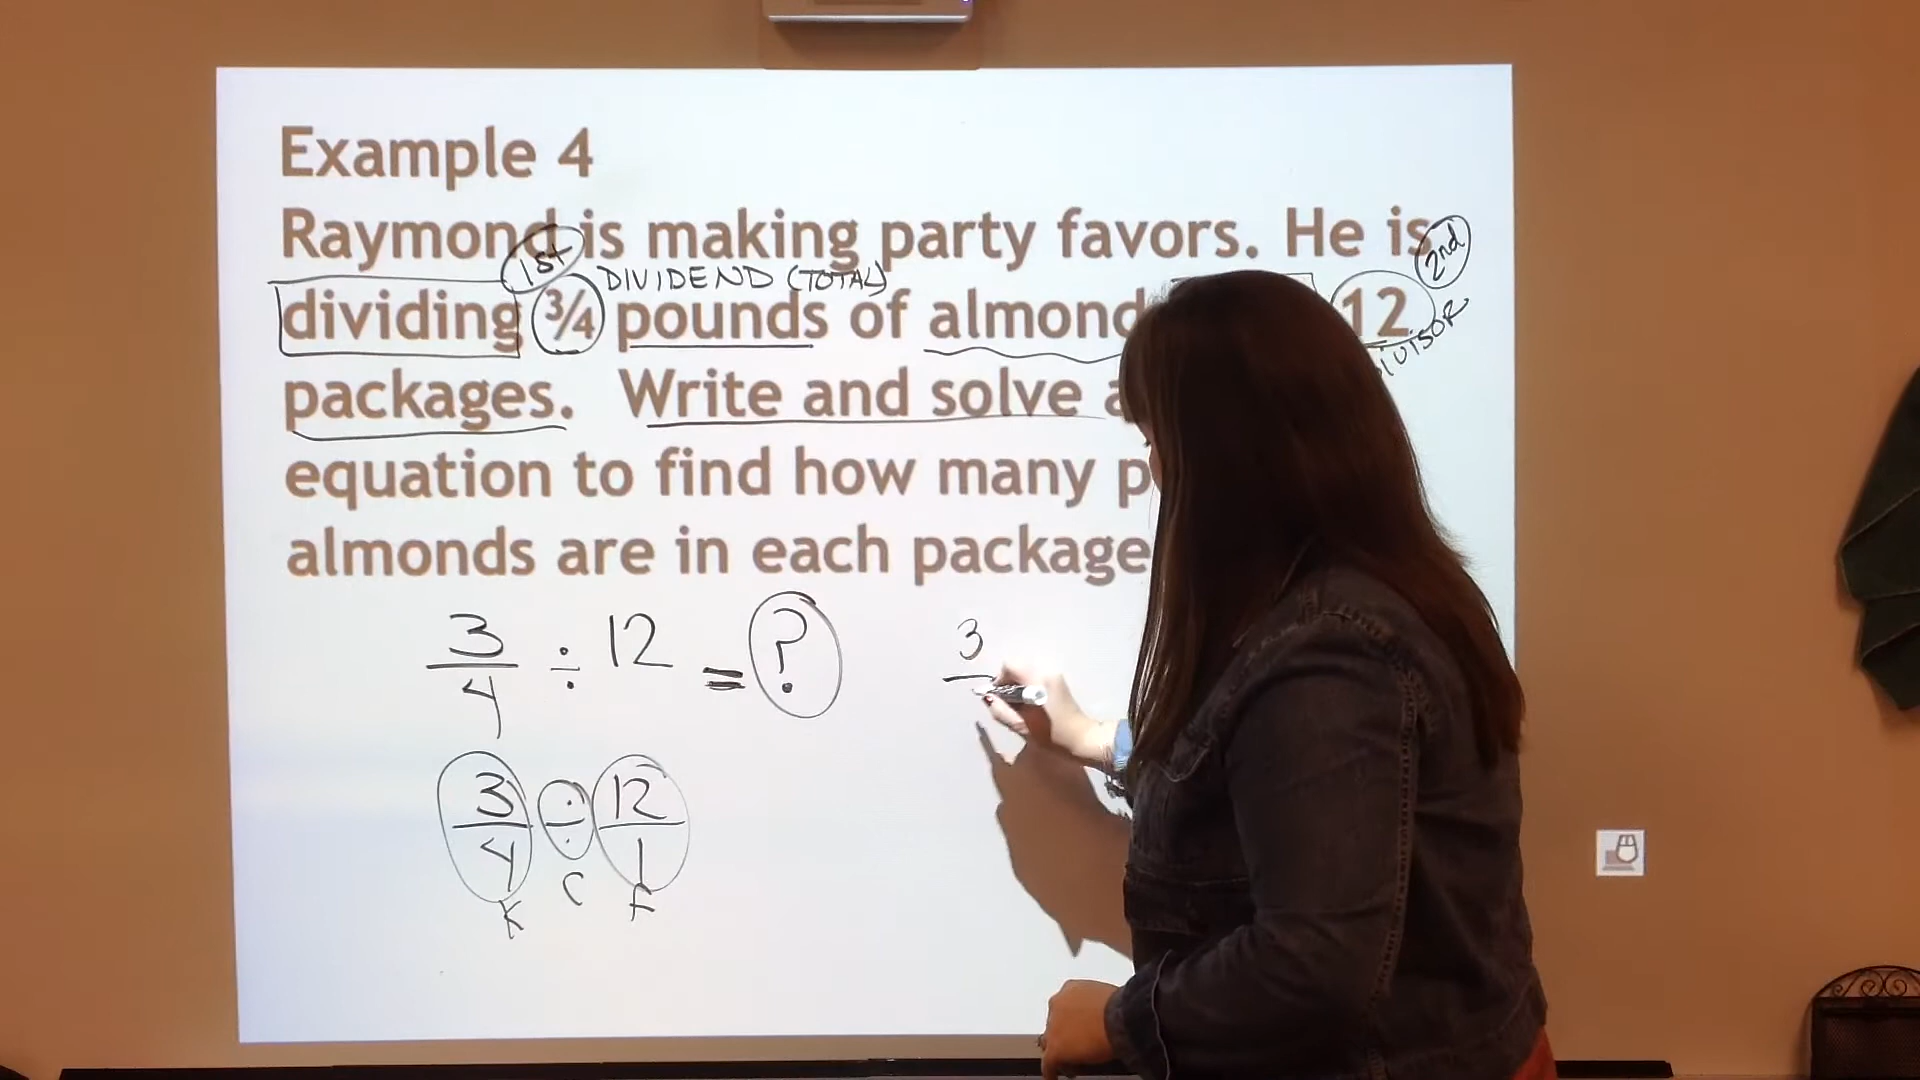 Example 4
Raymond is making party favors. He is
1st DIVIDEND (TOTAL) 2nd
dividing 3/4 pounds of almond 12
packages. Write and solve a
equation to find how many p
almonds are in each package
3/4 ÷ 12 = ? 3
3/4 ÷ 12/1
K C F